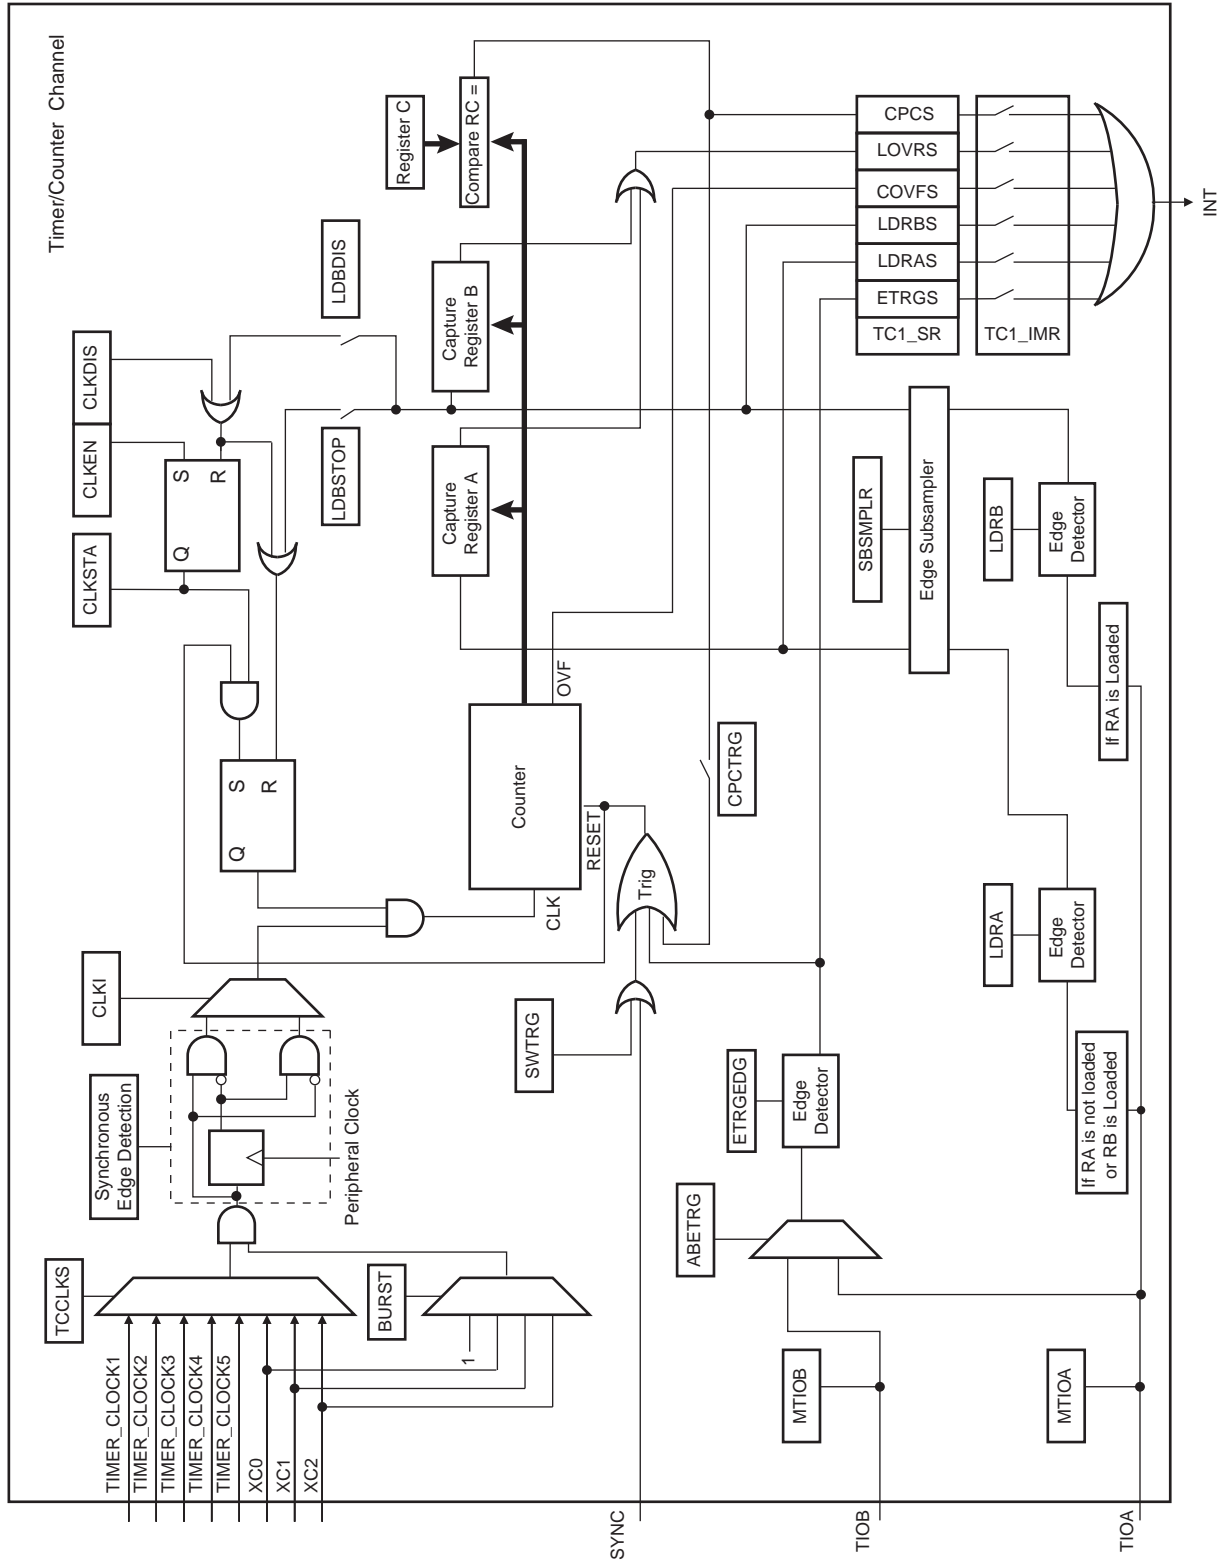 Timer/Counter Channel
TIMER_CLOCK1
TIMER_CLOCK2
TIMER_CLOCK3
TIMER_CLOCK4
TIMER_CLOCK5
XC0
XC1
XC2
TCCLKS
Synchronous
Edge Detection
CLKI
CLKSTA
CLKEN
CLKDIS
Peripheral Clock
BURST
1
Q
S
R
Q
S
R
LDBSTOP
LDBDIS
Register C
Capture
Register A
Capture
Register B
Compare RC =
Counter
CLK
RESET
OVF
SYNC
SWTRG
Trig
CPCTRG
TIOB
MTIOB
ABETRG
ETRGEDG
Edge
Detector
CPCS
LOVRS
COVFS
LDRBS
LDRAS
ETRGS
TC1_SR
TC1_IMR
INT
SBSMPLR
Edge Subsampler
LDRA
Edge
Detector
LDRB
Edge
Detector
If RA is not loaded
or RB is Loaded
If RA is Loaded
MTIOA
TIOA